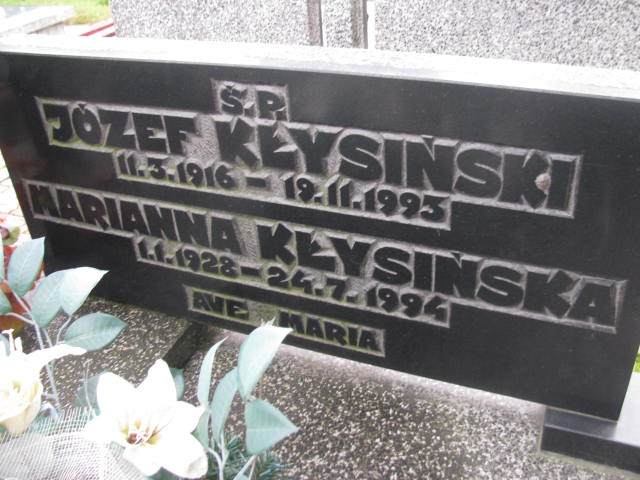 Ś.P.
JÓZEF KŁYSIŃSKI
11.3.1916 – 19.11.1993
MARIANNA KŁYSIŃSKA
1.1.1928 – 24.7.1994
AVE MARIA